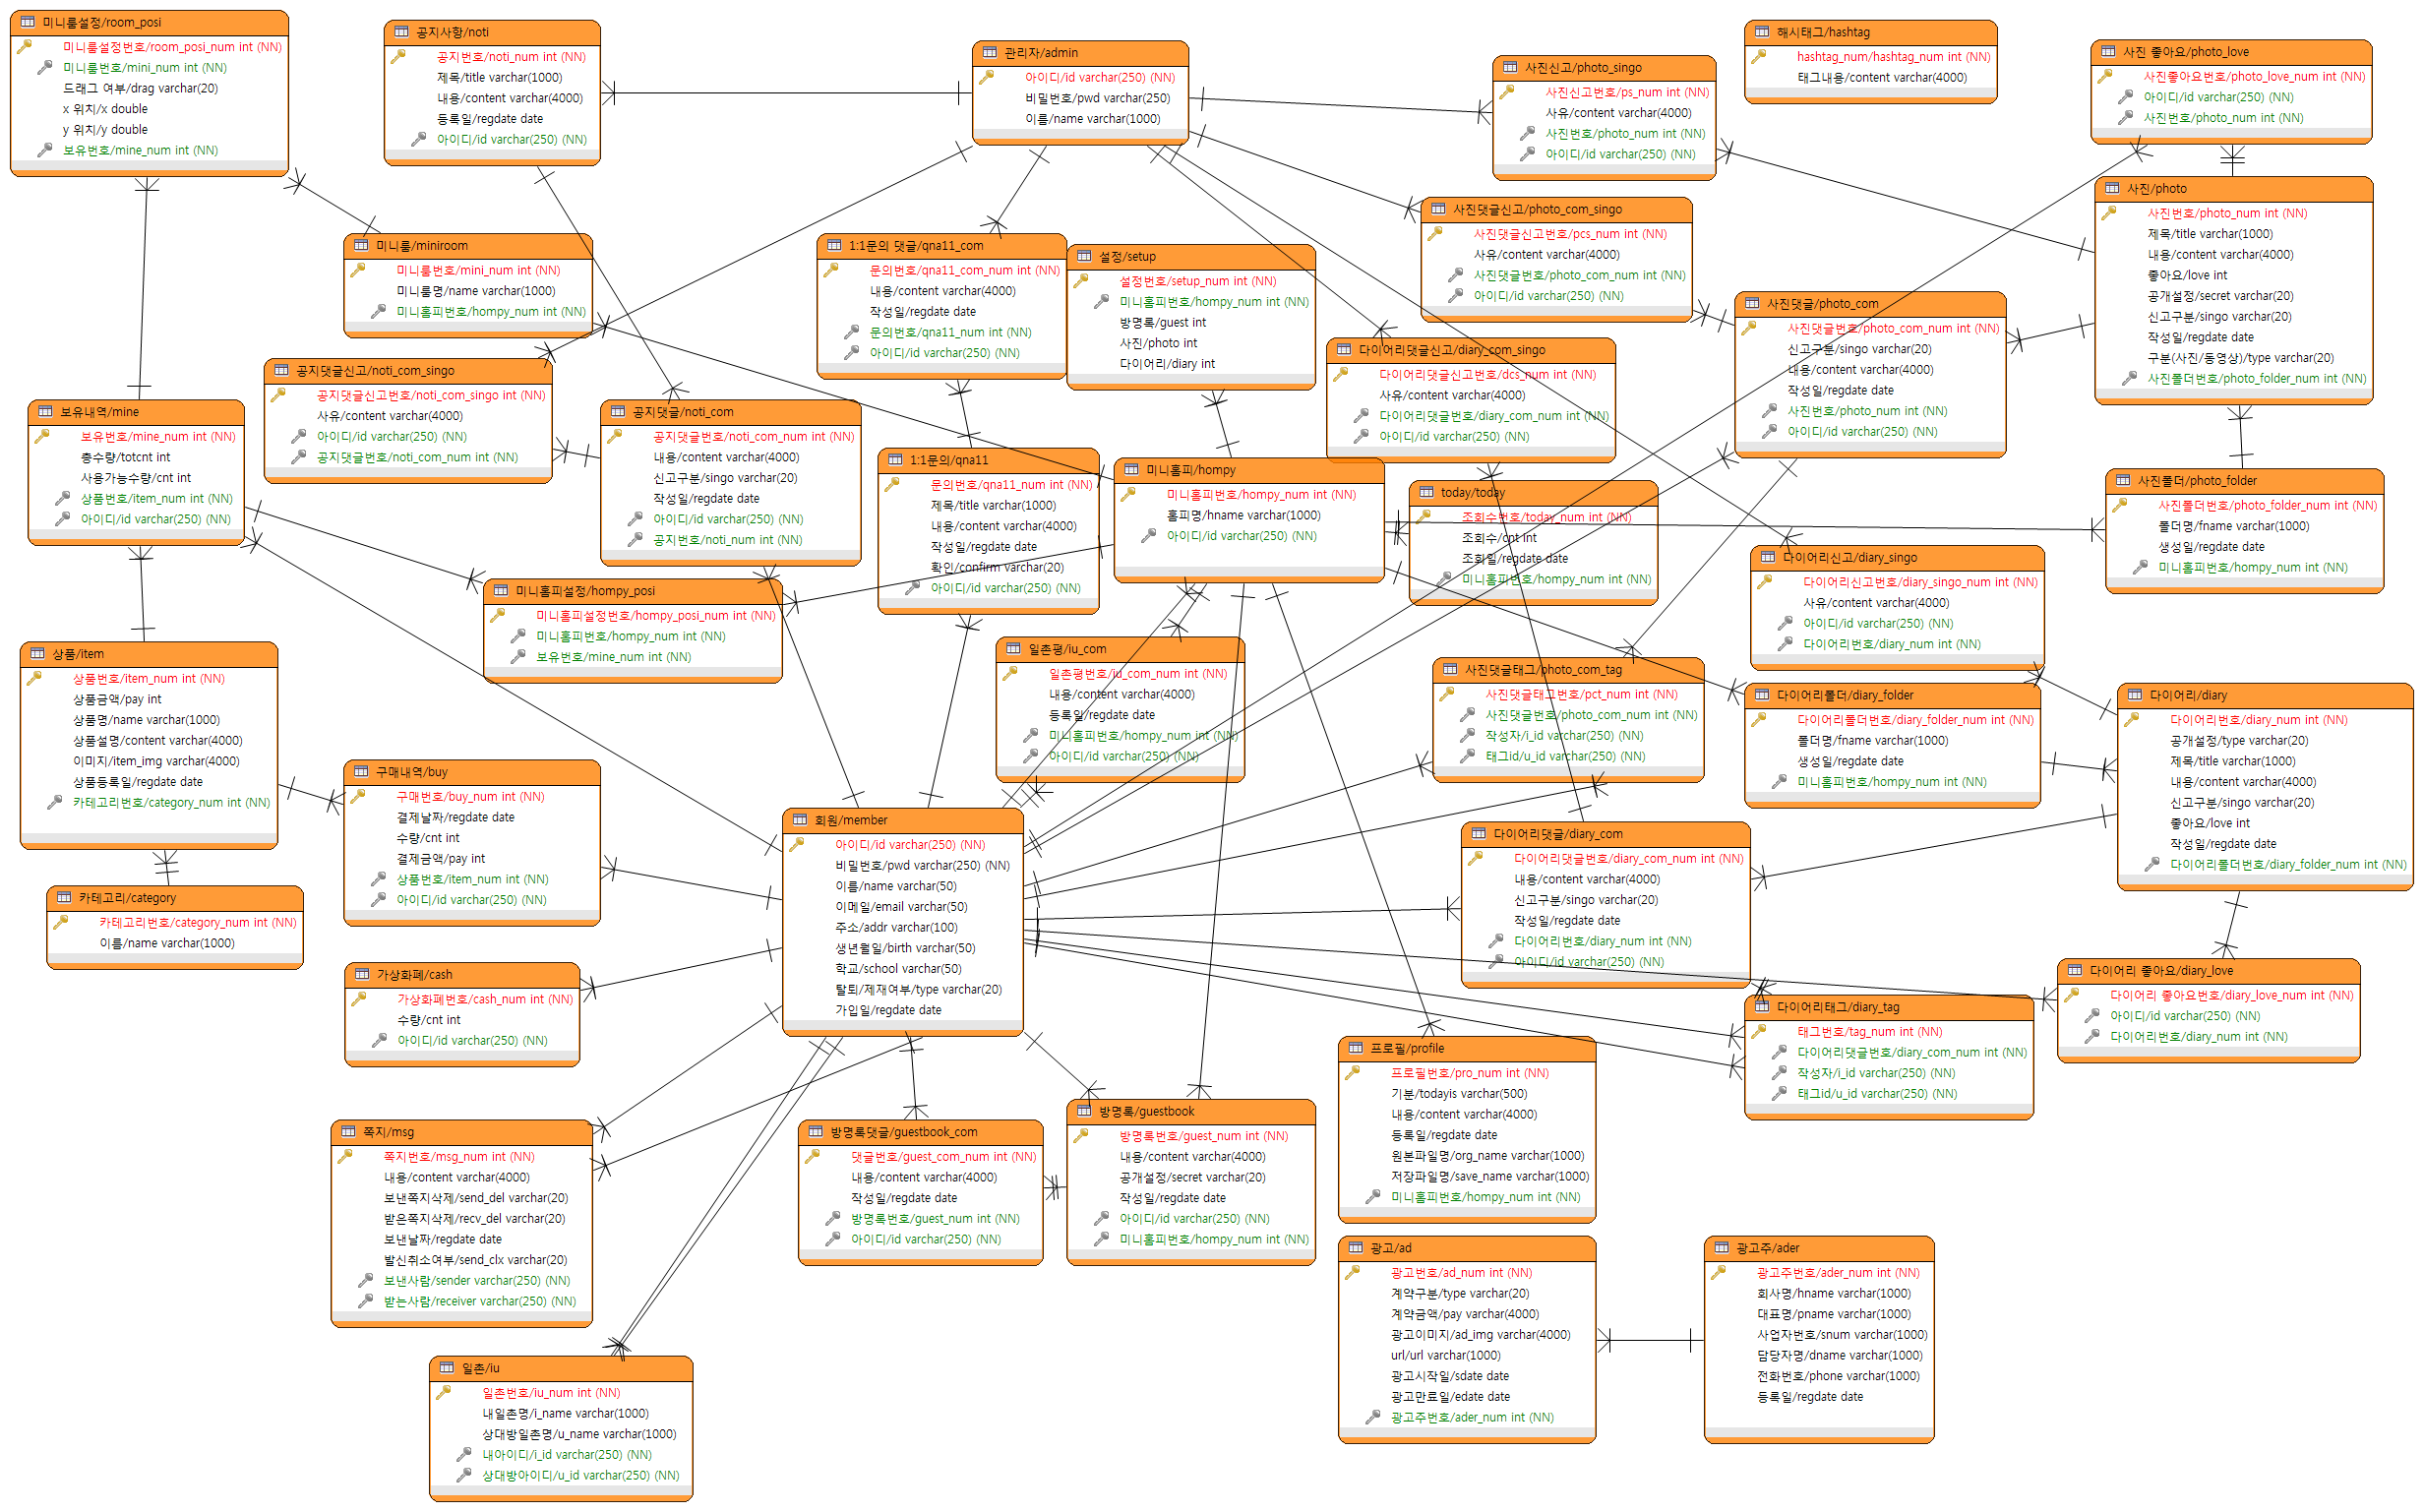 미니룸설정/room_posi
미니룸설정번호/room_posi_num int (NN)
미니룸번호/mini_num int (NN)
드래그 여부/drag varchar(20)
x 위치/x double
y 위치/y double
보유번호/mine_num int (NN)
공지사항/noti
공지번호/noti_num int (NN)
제목/title varchar(1000)
내용/content varchar(4000)
등록일/regdate date
아이디/id varchar(250) (NN)
관리자/admin
아이디/id varchar(250) (NN)
비밀번호/pwd varchar(250)
이름/name varchar(1000)
사진신고/photo_singo
사진신고번호/ps_num int (NN)
사유/content varchar(4000)
사진번호/photo_num int (NN)
아이디/id varchar(250) (NN)
해시태그/hashtag
hashtag_num/hashtag_num int (NN)
태그내용/content varchar(4000)
사진 좋아요/photo_love
사진좋아요번호/photo_love_num int (NN)
아이디/id varchar(250) (NN)
사진번호/photo_num int (NN)
사진/photo
사진번호/photo_num int (NN)
제목/title varchar(1000)
내용/content varchar(4000)
좋아요/love int
공개설정/secret varchar(20)
신고구분/singo varchar(20)
작성일/regdate date
구분(사진/동영상)/type varchar(20)
사진폴더번호/photo_folder_num int (NN)
사진댓글신고/photo_com_singo
사진댓글신고번호/pcs_num int (NN)
사유/content varchar(4000)
사진댓글번호/photo_com_num int (NN)
아이디/id varchar(250) (NN)
미니룸/miniroom
미니룸번호/mini_num int (NN)
미니룸명/name varchar(1000)
미니홈피번호/hompy_num int (NN)
1:1문의 댓글/qna11_com
문의번호/qna11_com_num int (NN)
내용/content varchar(4000)
작성일/regdate date
문의번호/qna11_num int (NN)
아이디/id varchar(250) (NN)
설정/setup
설정번호/setup_num int (NN)
미니홈피번호/hompy_num int (NN)
방명록/guest int
사진/photo int
다이어리/diary int
사진댓글/photo_com
사진댓글번호/photo_com_num int (NN)
신고구분/singo varchar(20)
내용/content varchar(4000)
작성일/regdate date
사진번호/photo_num int (NN)
아이디/id varchar(250) (NN)
다이어리댓글신고/diary_com_singo
다이어리댓글신고번호/dcs_num int (NN)
사유/content varchar(4000)
다이어리댓글번호/diary_com_num int (NN)
아이디/id varchar(250) (NN)
공지댓글신고/noti_com_singo
공지댓글신고번호/noti_com_singo int (NN)
사유/content varchar(4000)
아이디/id varchar(250) (NN)
공지댓글번호/noti_com_num int (NN)
보유내역/mine
보유번호/mine_num int (NN)
총수량/totcnt int
사용가능수량/cnt int
상품번호/item_num int (NN)
아이디/id varchar(250) (NN)
공지댓글/noti_com
공지댓글번호/noti_com_num int (NN)
내용/content varchar(4000)
신고구분/singo varchar(20)
작성일/regdate date
아이디/id varchar(250) (NN)
공지번호/noti_num int (NN)
1:1문의/qna11
문의번호/qna11_num int (NN)
제목/title varchar(1000)
내용/content varchar(4000)
작성일/regdate date
확인/confirm varchar(20)
아이디/id varchar(250) (NN)
미니홈피/hompy
미니홈피번호/hompy_num int (NN)
홈피명/hname varchar(1000)
아이디/id varchar(250) (NN)
today/today
조회수번호/today_num int (NN)
조회수/cnt int
조회일/regdate date
미니홈피번호/hompy_num int (NN)
사진폴더/photo_folder
사진폴더번호/photo_folder_num int (NN)
폴더명/fname varchar(1000)
생성일/regdate date
미니홈피번호/hompy_num int (NN)
다이어리신고/diary_singo
다이어리신고번호/diary_singo_num int (NN)
사유/content varchar(4000)
아이디/id varchar(250) (NN)
다이어리번호/diary_num int (NN)
미니홈피설정/hompy_posi
미니홈피설정번호/hompy_posi_num int (NN)
미니홈피번호/hompy_num int (NN)
보유번호/mine_num int (NN)
상품/item
상품번호/item_num int (NN)
상품금액/pay int
상품명/name varchar(1000)
상품설명/content varchar(4000)
이미지/item_img varchar(4000)
상품등록일/regdate date
카테고리번호/category_num int (NN)
일촌평/iu_com
일촌평번호/iu_com_num int (NN)
내용/content varchar(4000)
등록일/regdate date
미니홈피번호/hompy_num int (NN)
아이디/id varchar(250) (NN)
사진댓글태그/photo_com_tag
사진댓글태그번호/pct_num int (NN)
사진댓글번호/photo_com_num int (NN)
작성자/i_id varchar(250) (NN)
태그id/u_id varchar(250) (NN)
다이어리폴더/diary_folder
다이어리폴더번호/diary_folder_num int (NN)
폴더명/fname varchar(1000)
생성일/regdate date
미니홈피번호/hompy_num int (NN)
다이어리/diary
다이어리번호/diary_num int (NN)
공개설정/type varchar(20)
제목/title varchar(1000)
내용/content varchar(4000)
신고구분/singo varchar(20)
좋아요/love int
작성일/regdate date
다이어리폴더번호/diary_folder_num int (NN)
구매내역/buy
구매번호/buy_num int (NN)
결제날짜/regdate date
수량/cnt int
결제금액/pay int
상품번호/item_num int (NN)
아이디/id varchar(250) (NN)
회원/member
아이디/id varchar(250) (NN)
비밀번호/pwd varchar(250) (NN)
이름/name varchar(50)
이메일/email varchar(50)
주소/addr varchar(100)
생년월일/birth varchar(50)
학교/school varchar(50)
탈퇴/제재여부/type varchar(20)
가입일/regdate date
다이어리댓글/diary_com
다이어리댓글번호/diary_com_num int (NN)
내용/content varchar(4000)
신고구분/singo varchar(20)
작성일/regdate date
다이어리번호/diary_num int (NN)
아이디/id varchar(250) (NN)
카테고리/category
카테고리번호/category_num int (NN)
이름/name varchar(1000)
가상화폐/cash
가상화폐번호/cash_num int (NN)
수량/cnt int
아이디/id varchar(250) (NN)
다이어리 좋아요/diary_love
다이어리 좋아요번호/diary_love_num int (NN)
아이디/id varchar(250) (NN)
다이어리번호/diary_num int (NN)
다이어리태그/diary_tag
태그번호/tag_num int (NN)
다이어리댓글번호/diary_com_num int (NN)
작성자/i_id varchar(250) (NN)
태그id/u_id varchar(250) (NN)
프로필/profile
프로필번호/pro_num int (NN)
기분/todayis varchar(500)
내용/content varchar(4000)
등록일/regdate date
원본파일명/org_name varchar(1000)
저장파일명/save_name varchar(1000)
미니홈피번호/hompy_num int (NN)
쪽지/msg
쪽지번호/msg_num int (NN)
내용/content varchar(4000)
보낸쪽지삭제/send_del varchar(20)
받은쪽지삭제/recv_del varchar(20)
보낸날짜/regdate date
발신취소여부/send_clx varchar(20)
보낸사람/sender varchar(250) (NN)
받는사람/receiver varchar(250) (NN)
방명록댓글/guestbook_com
댓글번호/guest_com_num int (NN)
내용/content varchar(4000)
작성일/regdate date
방명록번호/guest_num int (NN)
아이디/id varchar(250) (NN)
방명록/guestbook
방명록번호/guest_num int (NN)
내용/content varchar(4000)
공개설정/secret varchar(20)
작성일/regdate date
아이디/id varchar(250) (NN)
미니홈피번호/hompy_num int (NN)
광고/ad
광고번호/ad_num int (NN)
계약구분/type varchar(20)
계약금액/pay varchar(4000)
광고이미지/ad_img varchar(4000)
url/url varchar(1000)
광고시작일/sdate date
광고만료일/edate date
광고주번호/ader_num int (NN)
광고주/ader
광고주번호/ader_num int (NN)
회사명/hname varchar(1000)
대표명/pname varchar(1000)
사업자번호/snum varchar(1000)
담당자명/dname varchar(1000)
전화번호/phone varchar(1000)
등록일/regdate date
일촌/iu
일촌번호/iu_num int (NN)
내일촌명/i_name varchar(1000)
상대방일촌명/u_name varchar(1000)
내아이디/i_id varchar(250) (NN)
상대방아이디/u_id varchar(250) (NN)